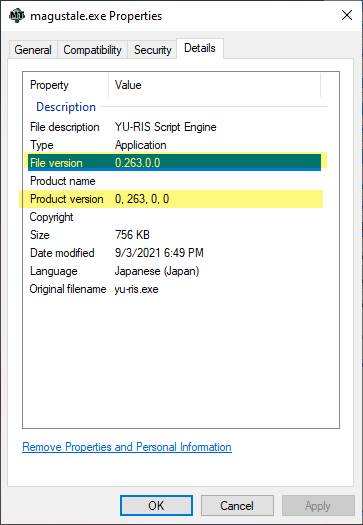 magustale.exe Properties
General Compatibility Security Details
Property Value
Description
File description YU-RIS Script Engine
Type Application
File version 0.263.0.0
Product name
Product version 0, 263, 0, 0
Copyright
Size 756 KB
Date modified 9/3/2021 6:49 PM
Language Japanese (Japan)
Original filename yu-ris.exe
Remove Properties and Personal Information
OK Cancel Apply